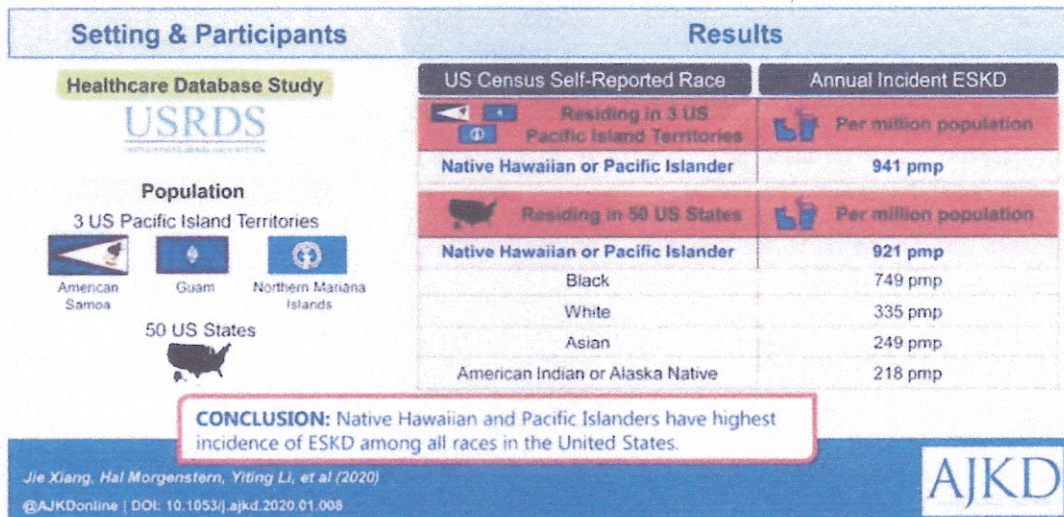 Setting & Participants
Healthcare Database Study
USRDS
Population
3 US Pacific Island Territories
American Samoa
Guam
Northern Mariana Islands
50 US States
Results
US Census Self-Reported Race Annual Incident ESKD
Residing in 3 US
Pacific Island Territories
Per million population
Native Hawaiian or Pacific Islander 941 pmp
Residing in 50 US States Per million population
Native Hawaiian or Pacific Islander 921 pmp
Black 749 pmp
White 335 pmp
Asian 249 pmp
American Indian or Alaska Native 218 pmp
CONCLUSION: Native Hawaiian and Pacific Islanders have highest
incidence of ESKD among all races in the United States.
Jie Xiang, Hal Morgenstern, Yiting Li, et al (2020)
@AJKDonline | DOI: 10.1053/j.ajkd.2020.01.008
AJKD